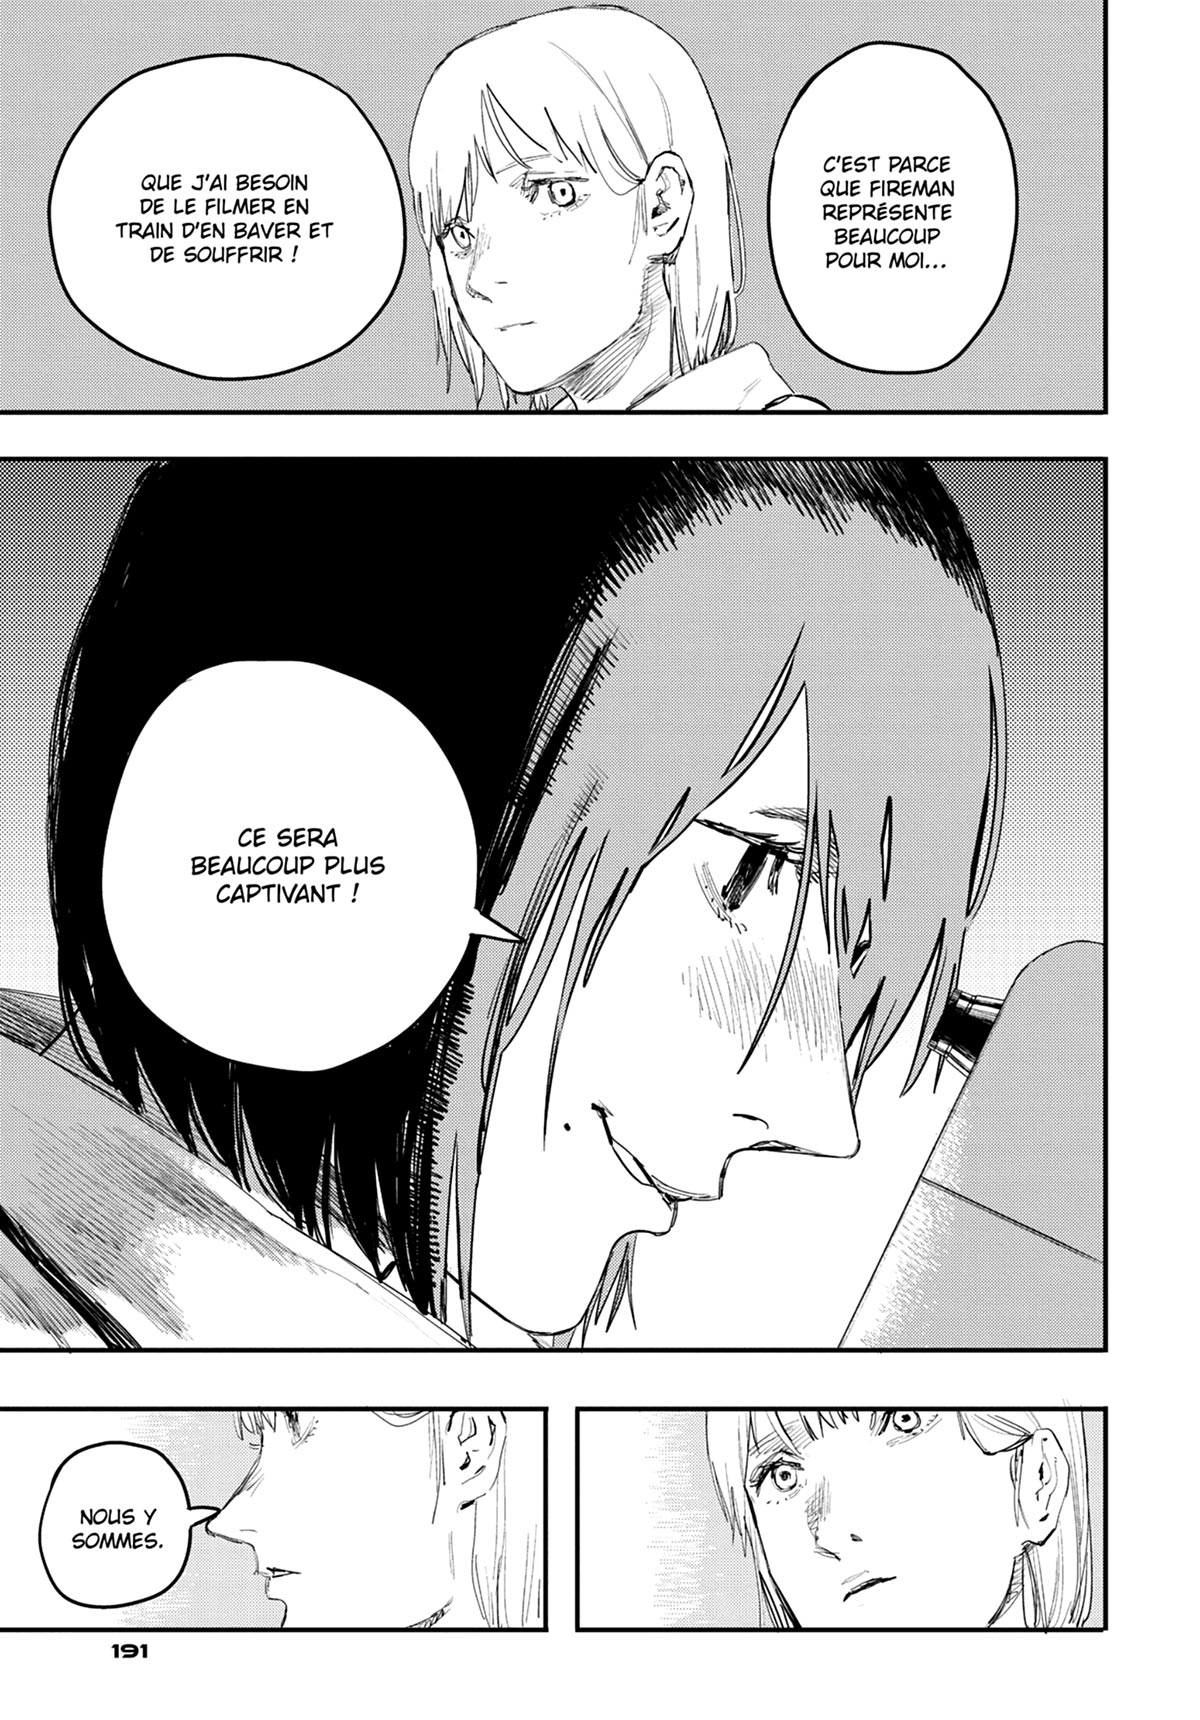 C'EST PARCE
QUE FIREMAN
REPRÉSENTE
BEAUCOUP
POUR MOI...
QUE J'AI BESOIN
DE LE FILMER EN
TRAIN D'EN BAVER ET
DE SOUFFRIR !
CE SERA
BEAUCOUP PLUS
CAPTIVANT !
NOUS Y
SOMMES.
191